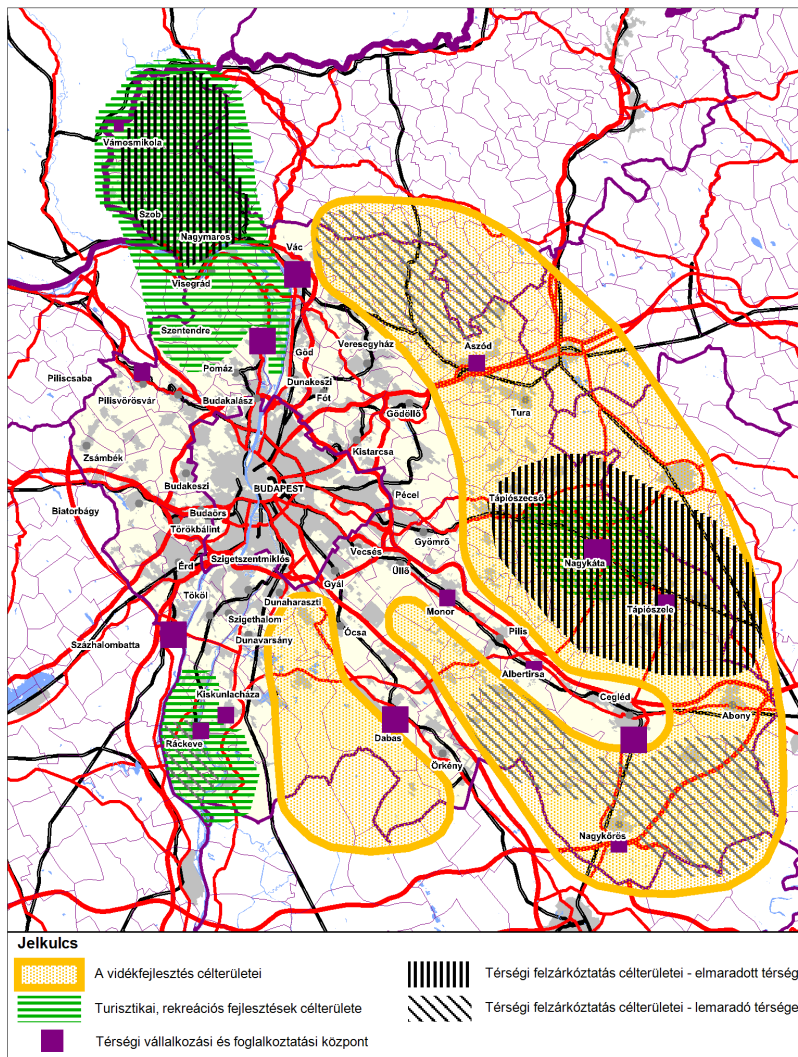 Vámosmikola
Szob
Nagymaros
Vác
Visegrád
Szentendre
Veresegyház
Aszód
Göd
Pomáz
Piliscsaba
Dunakeszi
Fót
Pilisvörösvár
Budakalász
Gödöllő
Tura
Kistarcsa
Zsámbék
Budakeszi
BUDAPEST
Pécel
Tápiószecső
Biatorbágy
Budaörs
Törökbálint
Gyömrő
Vecsés
Szigetszentmiklós
Nagykáta
Érd
Üllő
Gyál
Tököl
Dunaharaszti
Monor
Tápiószele
Szigethalom
Ócsa
Pilis
Dunavarsány
Százhalombatta
Albertirsa
Kiskunlacháza
Cegléd
Abony
Ráckeve
Dabas
Örkény
Nagykőrös
Jelkulcs
A vidékfejlesztés célterületei
Térségi felzárkóztatás célterületei - elmaradott térség
Turisztikai, rekreációs fejlesztések célterülete
Térségi felzárkóztatás célterületei - lemaradó térsége
Térségi vállalkozási és foglalkoztatási központ